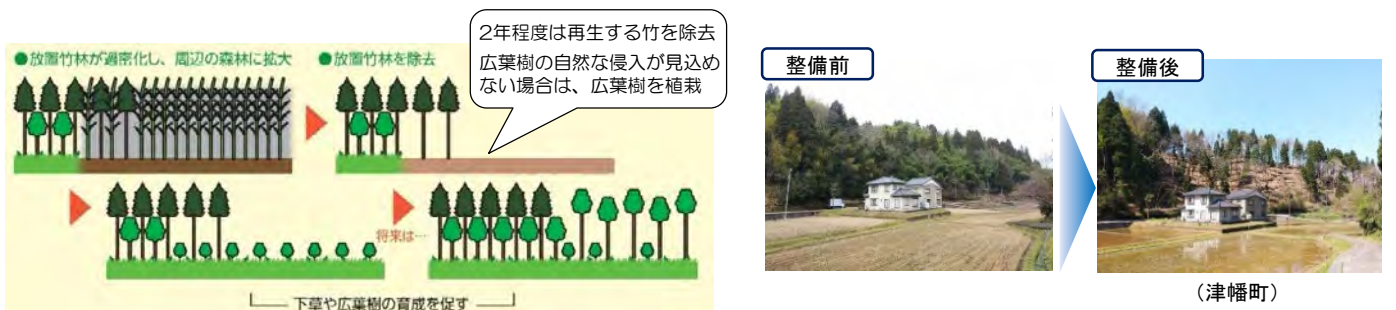 ●放置竹林が過密化し、周辺の森林に拡大
●放置竹林を除去
2年程度は再生する竹を除去
広葉樹の自然な侵入が見込め
ない場合は、広葉樹を植栽
将来は…
下草や広葉樹の育成を促す
整備前
整備後
（津幡町）